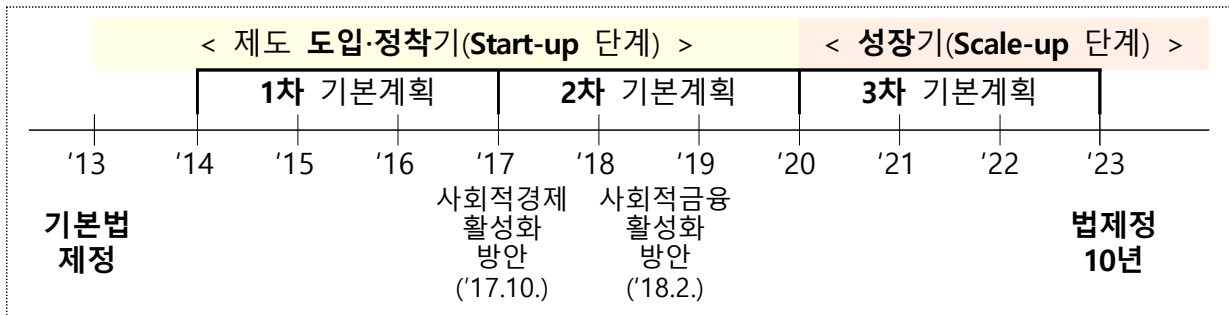 < 제도 도입·정착기(Start-up 단계) > < 성장기(Scale-up 단계) >
1차 기본계획 2차 기본계획 3차 기본계획
'13 '14 '15 '16 '17 '18 '19 '20 '21 '22 '23
기본법
제정
사회적경제
활성화
방안
('17.10.)
사회적금융
활성화
방안
('18.2.)
법제정
10년